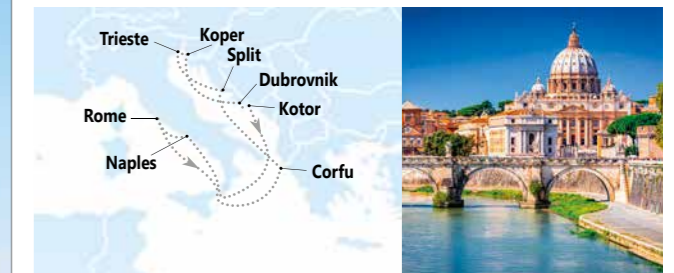 Trieste
Koper
Split
Dubrovnik
Kotor
Rome
Naples
Corfu